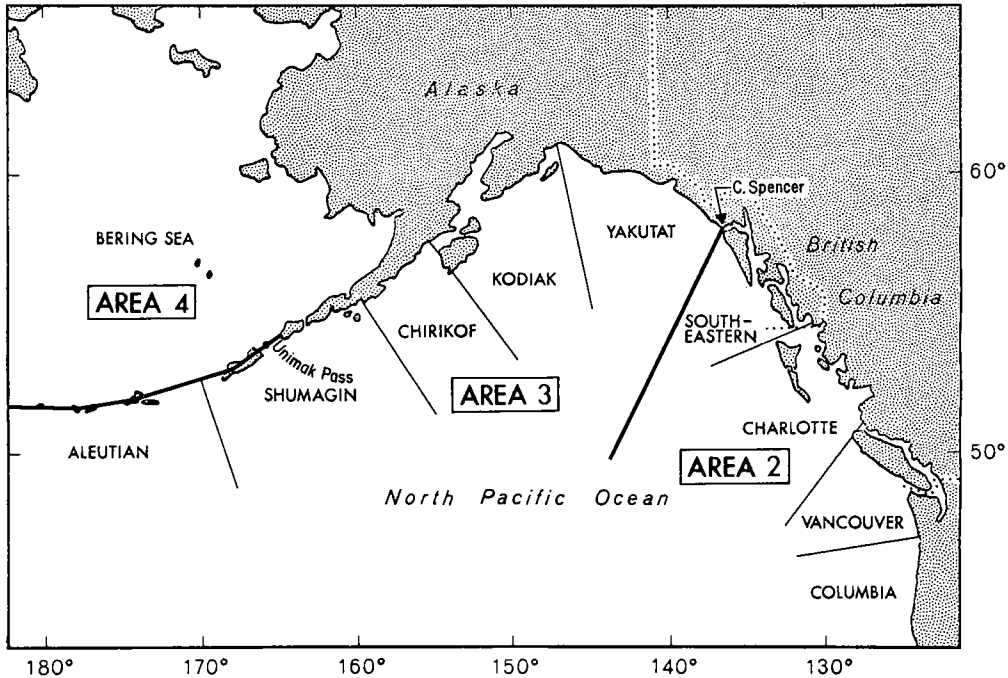 Alaska
C. Spencer
60°
BERING SEA
YAKUTAT
British
Columbia
KODIAK
AREA 4
SOUTH-
EASTERN
CHIRIKOF
Unimak Pass
SHUMAGIN
AREA 3
CHARLOTTE
ALEUTIAN
AREA 2
50°
North Pacific Ocean
VANCOUVER
COLUMBIA
180° 170° 160° 150° 140° 130°